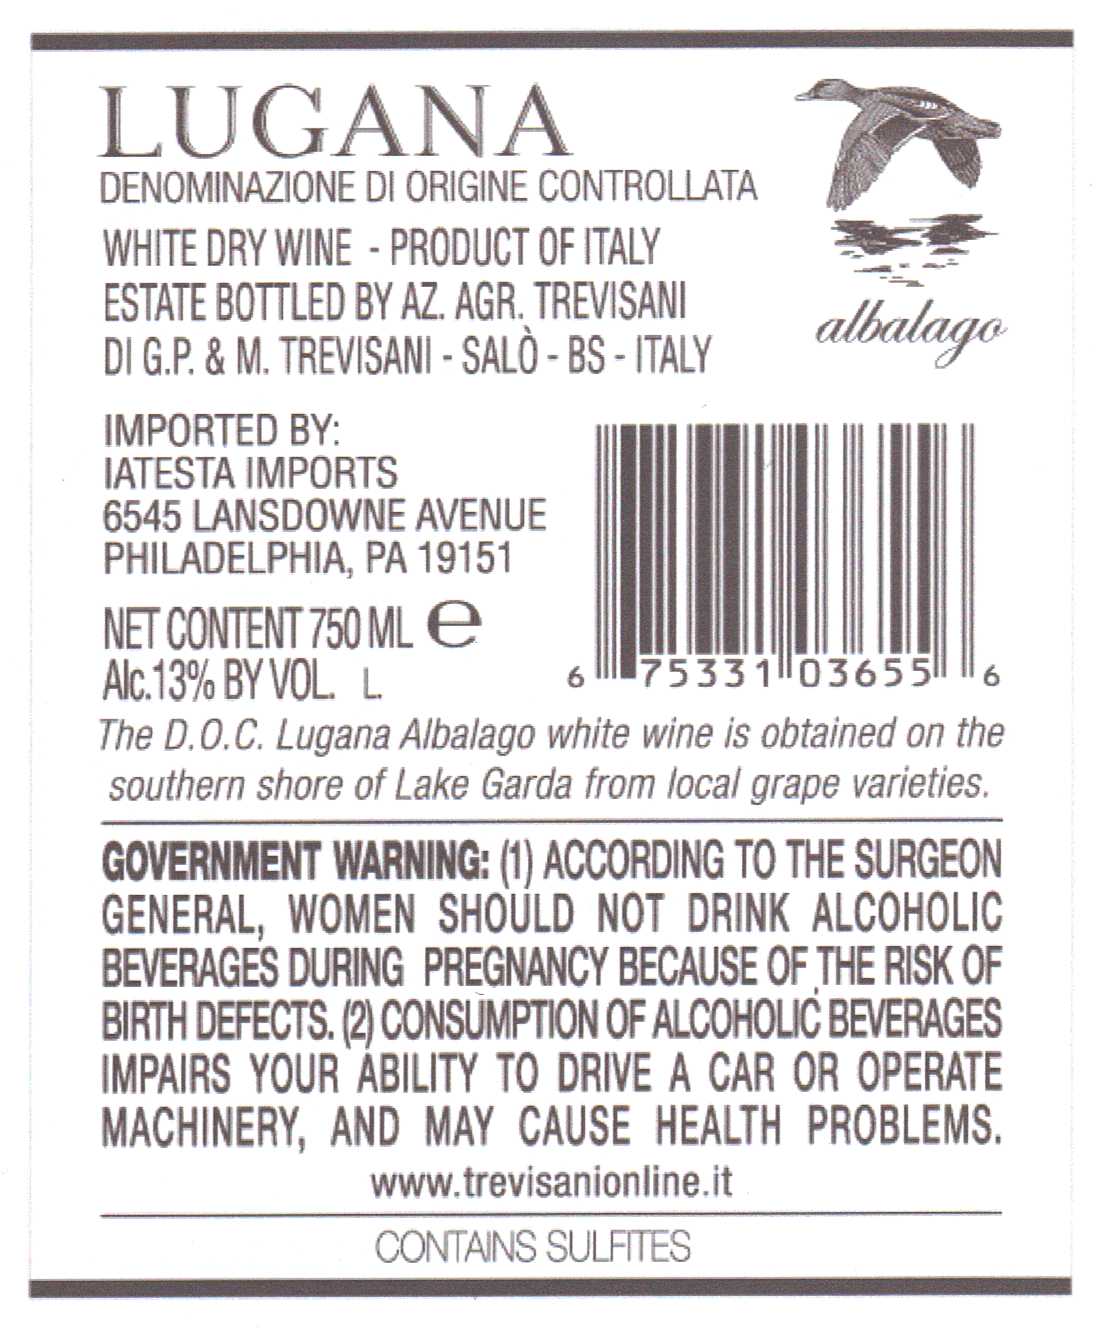 LUGANA
DENOMINAZIONE DI ORIGINE CONTROLLATA
WHITE DRY WINE - PRODUCT OF ITALY
ESTATE BOTTLED BY AZ. AGR. TREVISANI
DI G.P. & M. TREVISANI - SALÒ - BS - ITALY
albalago
IMPORTED BY:
IATESTA IMPORTS
6545 LANSDOWNE AVENUE
PHILADELPHIA, PA 19151
NET CONTENT 750 ML e
Alc.13% BY VOL. L.
6 75331 03655 6
The D.O.C. Lugana Albalago white wine is obtained on the
southern shore of Lake Garda from local grape varieties.
GOVERNMENT WARNING: (1) ACCORDING TO THE SURGEON
GENERAL, WOMEN SHOULD NOT DRINK ALCOHOLIC
BEVERAGES DURING PREGNANCY BECAUSE OF THE RISK OF
BIRTH DEFECTS. (2) CONSUMPTION OF ALCOHOLIC BEVERAGES
IMPAIRS YOUR ABILITY TO DRIVE A CAR OR OPERATE
MACHINERY, AND MAY CAUSE HEALTH PROBLEMS.
www.trevisanionline.it
CONTAINS SULFITES